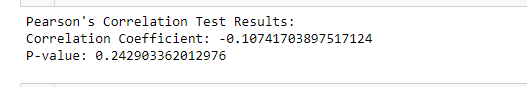 Pearson's Correlation Test Results:
Correlation Coefficient: -0.10741703897517124
P-value: 0.242903362012976